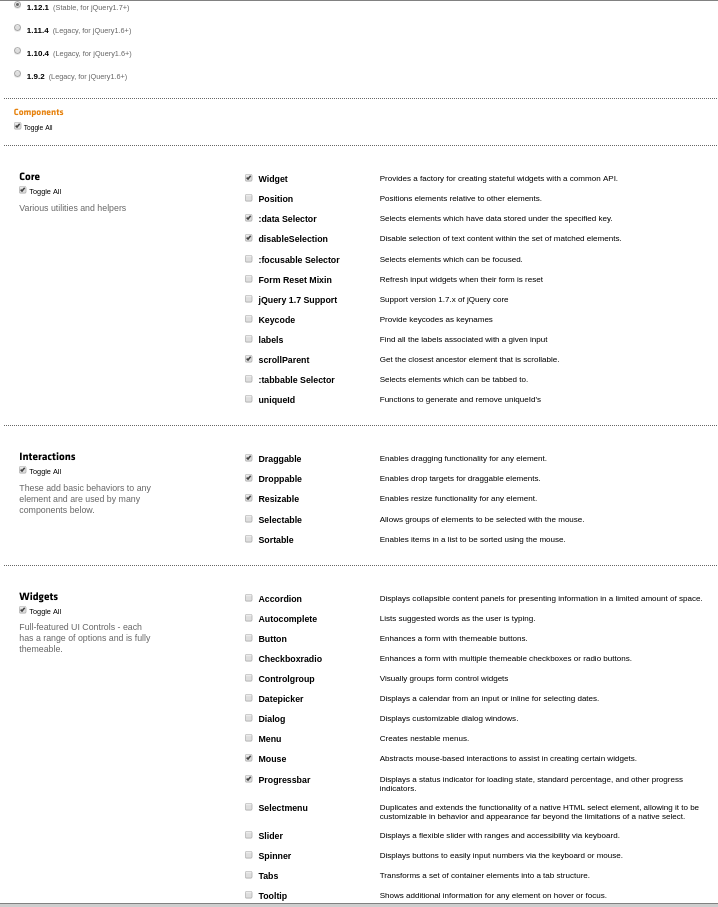 1.12.1 (Stable, for jQuery1.7+)
1.11.4 (Legacy, for jQuery1.6+)
1.10.4 (Legacy, for jQuery1.6+)
1.9.2 (Legacy, for jQuery1.6+)
Components
Toggle All
Core
Toggle All
Various utilities and helpers
Widget Provides a factory for creating stateful widgets with a common API.
Position Positions elements relative to other elements.
:data Selector Selects elements which have data stored under the specified key.
disableSelection Disable selection of text content within the set of matched elements.
:focusable Selector Selects elements which can be focused.
Form Reset Mixin Refresh input widgets when their form is reset
jQuery 1.7 Support Support version 1.7.x of jQuery core
Keycode Provide keycodes as keynames
labels Find all the labels associated with a given input
scrollParent Get the closest ancestor element that is scrollable.
:tabbable Selector Selects elements which can be tabbed to.
uniqueId Functions to generate and remove uniqueId's
Interactions
Toggle All
These add basic behaviors to any
element and are used by many
components below.
Draggable Enables dragging functionality for any element.
Droppable Enables drop targets for draggable elements.
Resizable Enables resize functionality for any element.
Selectable Allows groups of elements to be selected with the mouse.
Sortable Enables items in a list to be sorted using the mouse.
Widgets
Toggle All
Full-featured UI Controls - each
has a range of options and is fully
themeable.
Accordion Displays collapsible content panels for presenting information in a limited amount of space.
Autocomplete Lists suggested words as the user is typing.
Button Enhances a form with themeable buttons.
Checkboxradio Enhances a form with multiple themeable checkboxes or radio buttons.
Controlgroup Visually groups form control widgets
Datepicker Displays a calendar from an input or inline for selecting dates.
Dialog Displays customizable dialog windows.
Menu Creates nestable menus.
Mouse Abstracts mouse-based interactions to assist in creating certain widgets.
Progressbar Displays a status indicator for loading state, standard percentage, and other progress
indicators.
Selectmenu Duplicates and extends the functionality of a native HTML select element, allowing it to be
customizable in behavior and appearance far beyond the limitations of a native select.
Slider Displays a flexible slider with ranges and accessibility via keyboard.
Spinner Displays buttons to easily input numbers via the keyboard or mouse.
Tabs Transforms a set of container elements into a tab structure.
Tooltip Shows additional information for any element on hover or focus.